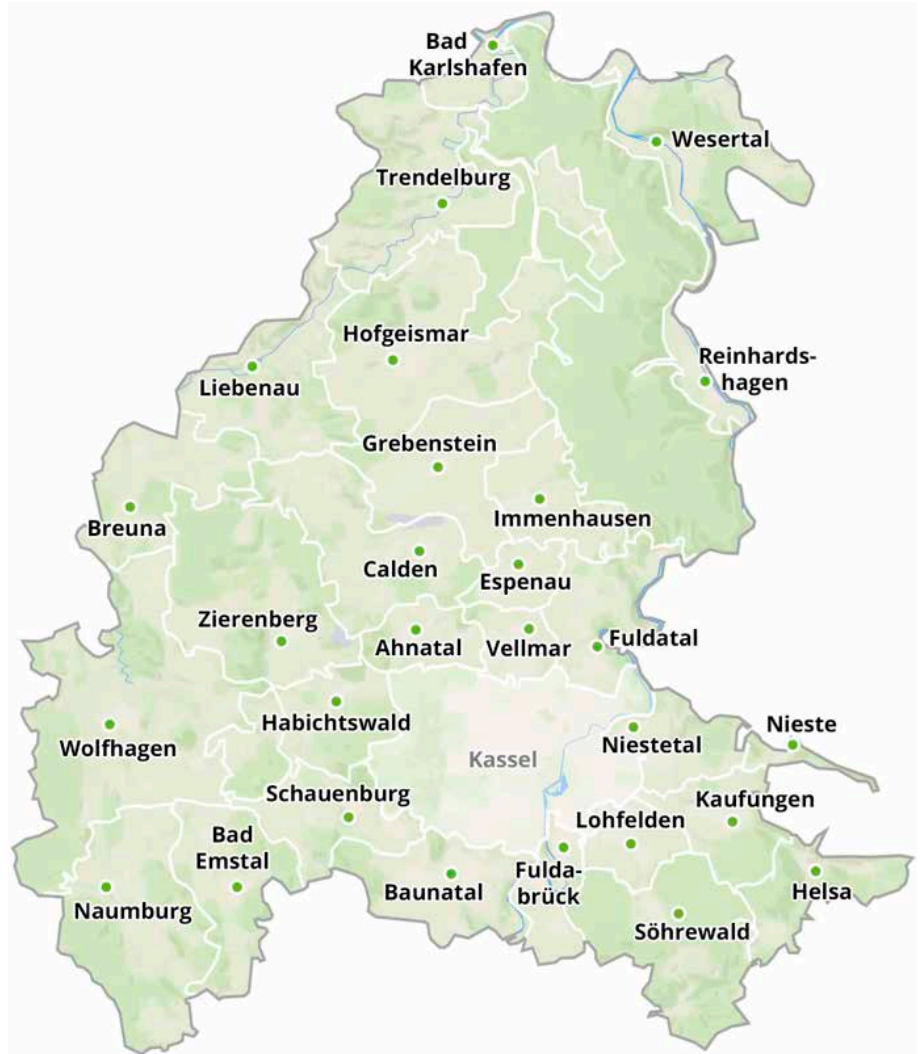 Bad
Karlshafen
Wesertal
Trendelburg
Hofgeismar
Reinhards-
hagen
Liebenau
Grebenstein
Immenhausen
Breuna
Calden
Espenau
Zierenberg
Ahnatal
Vellmar
Fuldatal
Habichtswald
Nieste
Wolfhagen
Niestetal
Kassel
Schauenburg
Kaufungen
Lohfelden
Bad
Emstal
Fulda-
brück
Baunatal
Helsa
Naumburg
Söhrewald